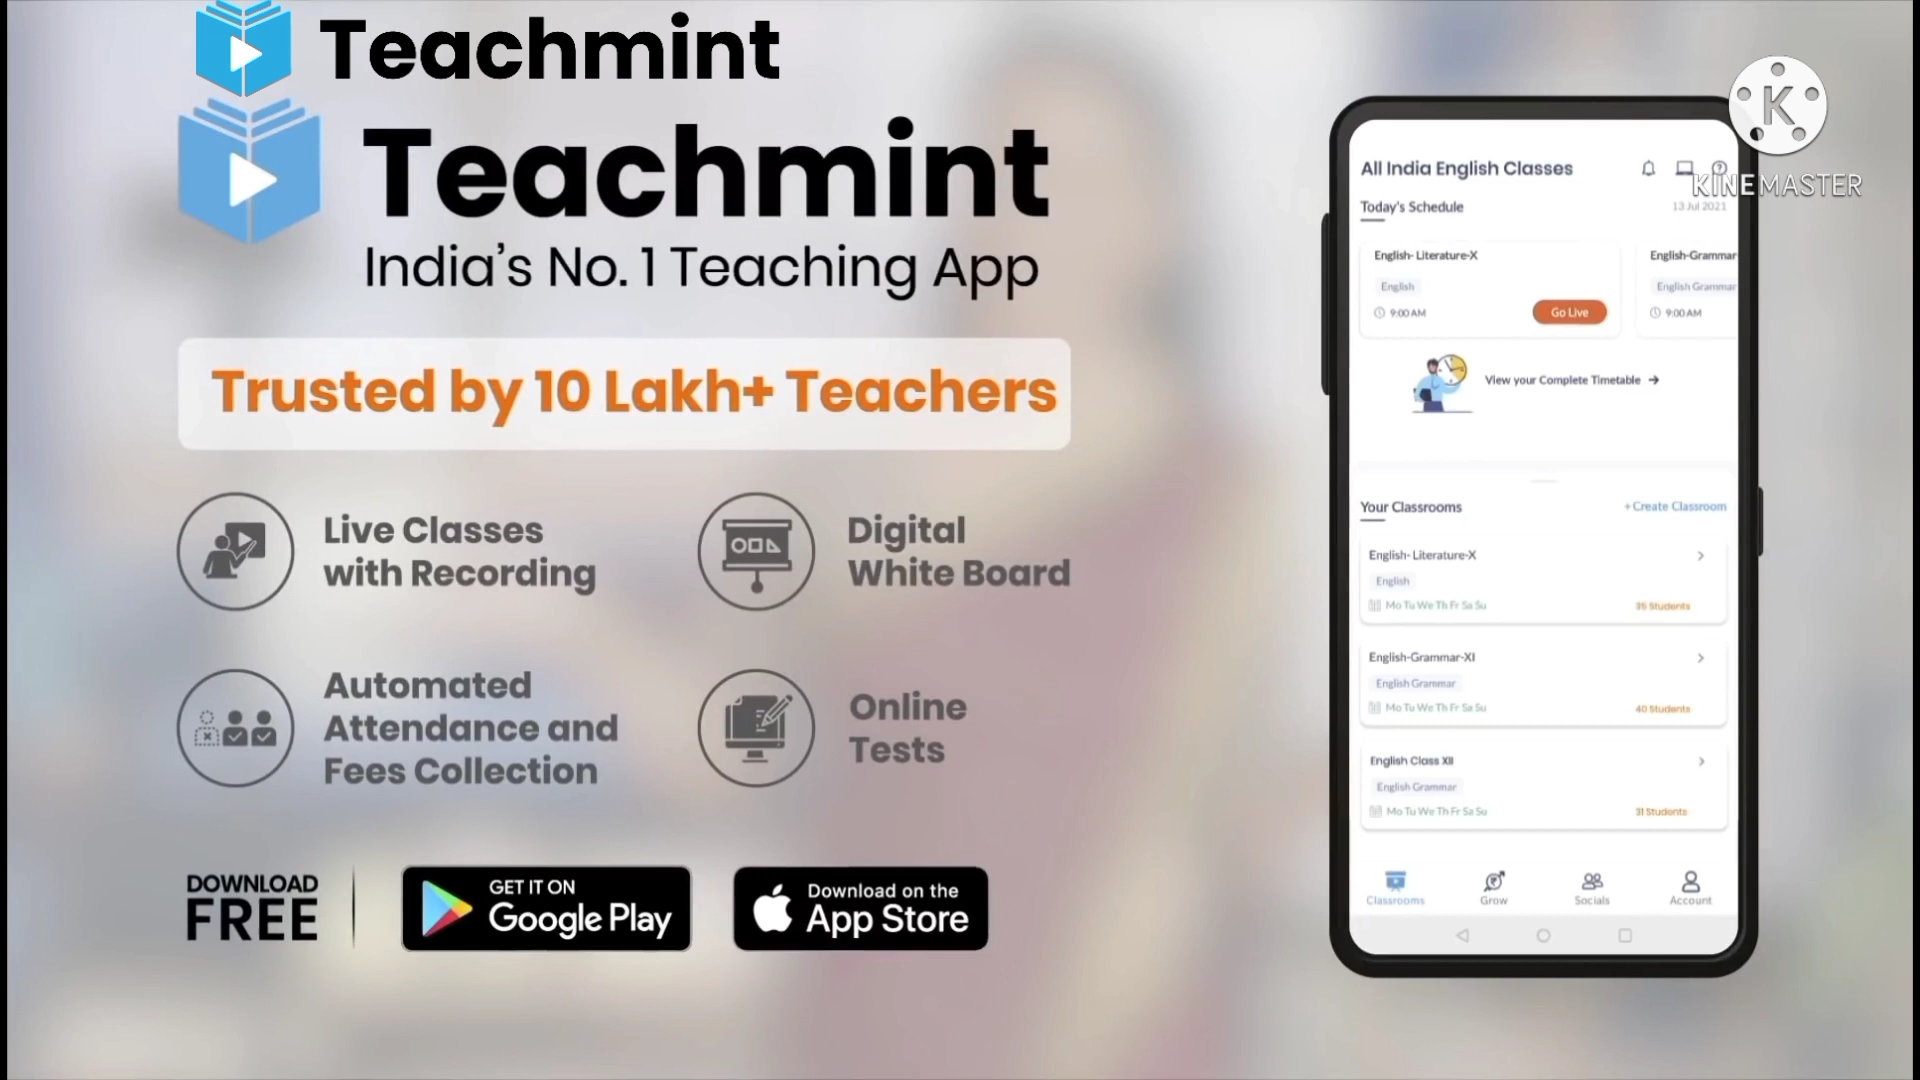 Teachmint
Teachmint
India's No. 1 Teaching App
Trusted by 10 Lakh+ Teachers
Live Classes
with Recording
Digital
White Board
Automated
Attendance and
Fees Collection
Online
Tests
DOWNLOAD
FREE
GET IT ON
Google Play
Download on the
App Store
K
KINEMASTER
All India English Classes
Today's Schedule
13 Jul 2021
English- Literature-X
English
9:00 AM
Go Live
English-Grammar
English Grammar
9:00 AM
View your Complete Timetable →
Your Classrooms
+ Create Classroom
English- Literature-X
English
Mo Tu We Th Fr Sa Su
35 Students
English-Grammar-XI
English Grammar
Mo Tu We Th Fr Sa Su
40 Students
English Class XII
English Grammar
Mo Tu We Th Fr Sa Su
31 Students
Classrooms
Grow
Socials
Account